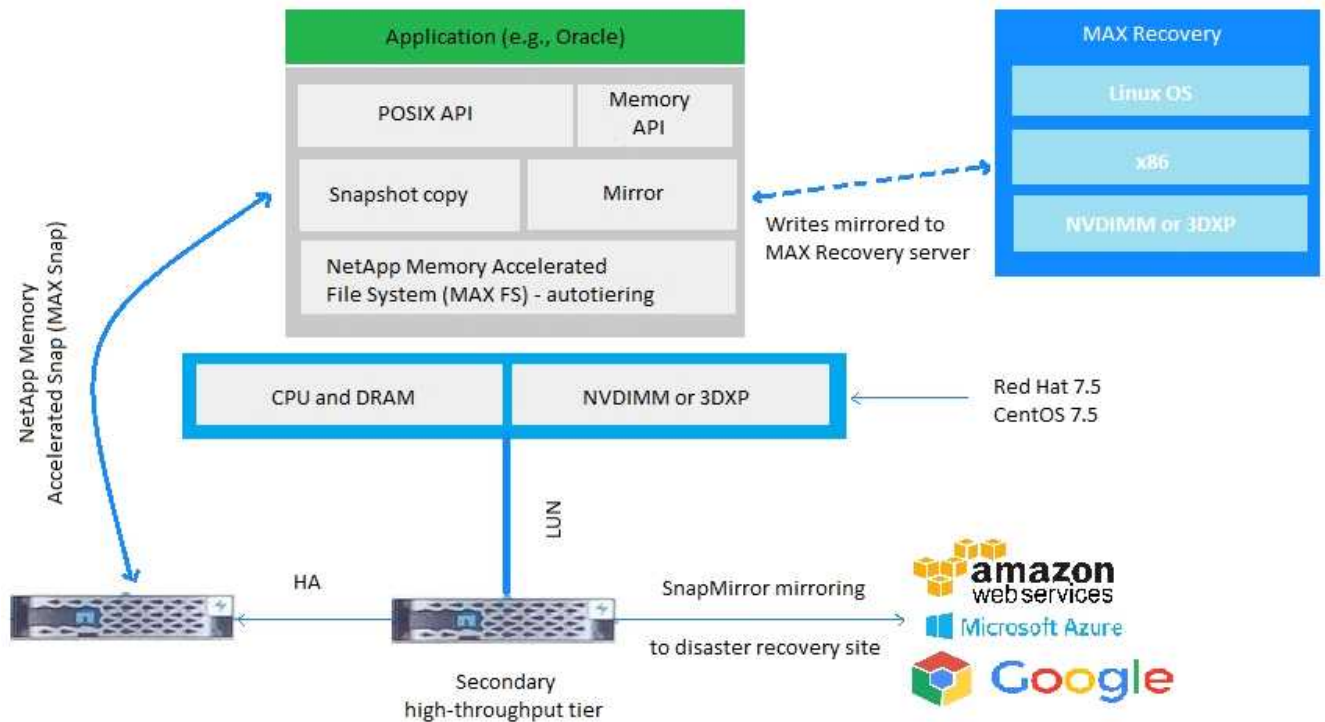 Application (e.g., Oracle)
POSIX API
Memory
API
Snapshot copy
Mirror
NetApp Memory Accelerated
File System (MAX FS) - autotiering
MAX Recovery
Linux OS
x86
NVDIMM or 3DXP
Writes mirrored to
MAX Recovery server
NetApp Memory
Accelerated Snap (MAX Snap)
CPU and DRAM
NVDIMM or 3DXP
Red Hat 7.5
CentOS 7.5
LUN
HA
SnapMirror mirroring
to disaster recovery site
Secondary
high-throughput tier
amazon
web services
Microsoft Azure
Google